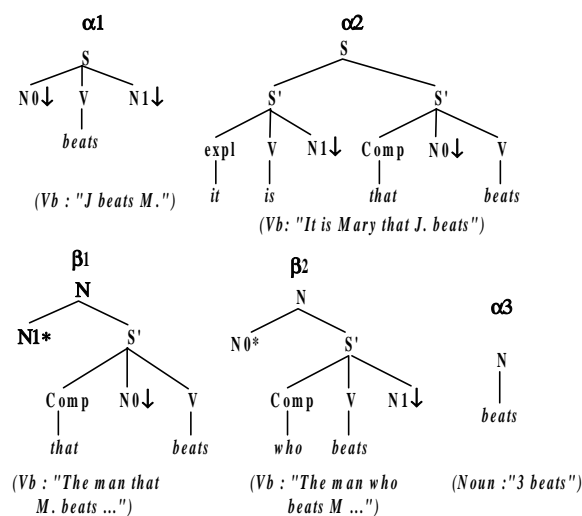 α1 α2
S S
N0↓ V N1↓ S' S'
beats expl V N1↓ Comp N0↓ V
it is that beats
(Vb : "J beats M.") (Vb: "It is Mary that J. beats")
β1 β2
N N α3
N1* S' N0* S' N
Comp N0↓ V Comp V N1↓ beats
that beats who beats
(Vb : "The man that (Vb : "The man who (Noun :"3 beats")
M. beats ...") beats M ...")